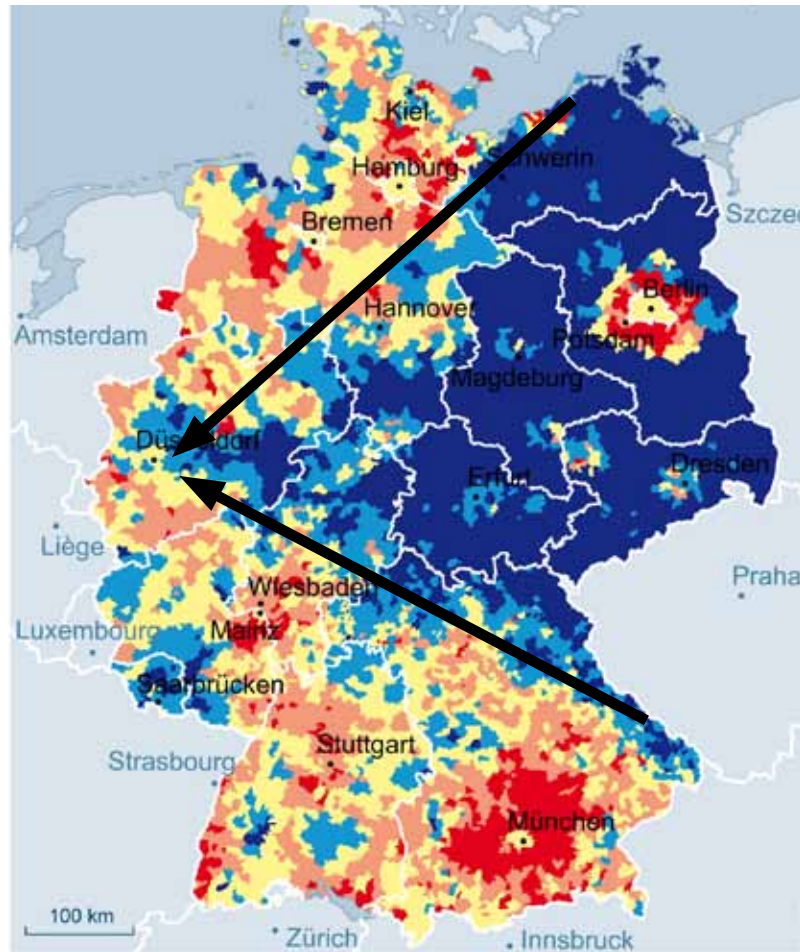 Kiel
Schwerin
Hamburg
Szczec
Bremen
Berlin
Hannover
Amsterdam
Potsdam
Magdeburg
Düsseldorf
Erfurt
Dresden
Liège
Wiesbaden
Praha
Luxembourg
Mainz
Saarbrücken
Stuttgart
Strasbourg
München
100 km
Zürich
Innsbruck